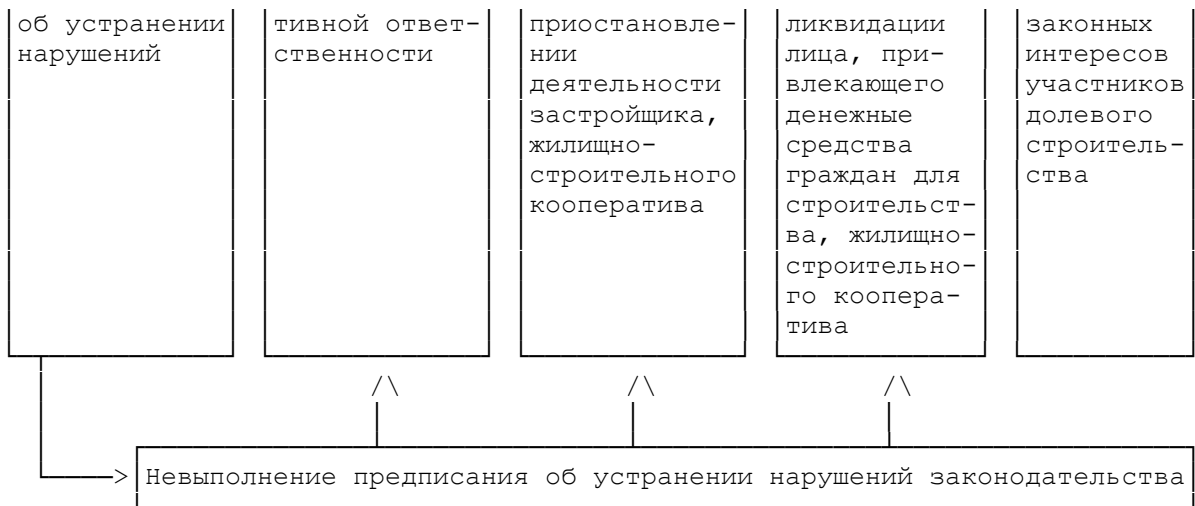 об устранении
нарушений
тивной ответ-
ственности
приостановле-
нии
деятельности
застройщика,
жилищно-
строительного
кооператива
ликвидации
лица, при-
влекающего
денежные
средства
граждан для
строительст-
ва, жилищно-
строительно-
го коопера-
тива
законных
интересов
участников
долевого
строитель-
ства
Невыполнение предписания об устранении нарушений законодательства